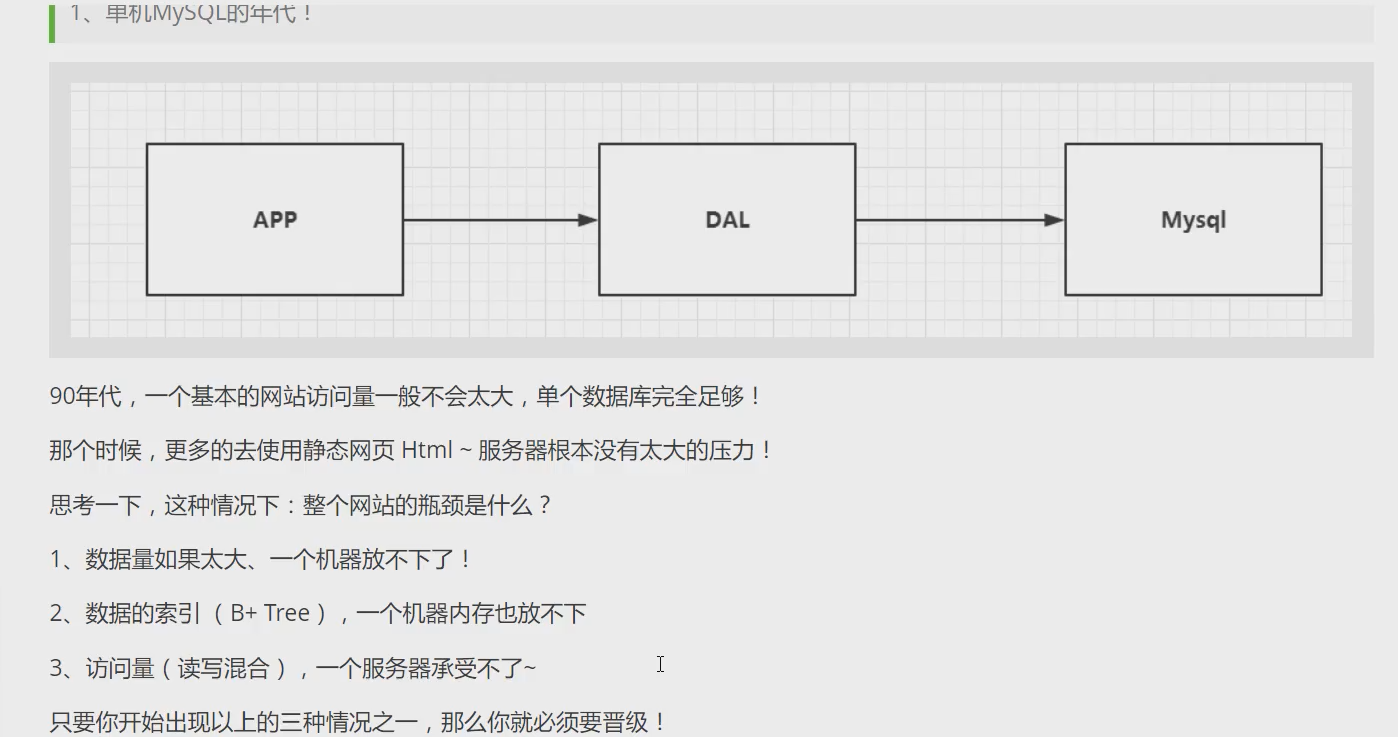 1、单机MySQL的年代！
APP
DAL
Mysql
90年代，一个基本的网站访问量一般不会太大，单个数据库完全足够！
那个时候，更多的去使用静态网页 Html ~ 服务器根本没有太大的压力！
思考一下，这种情况下：整个网站的瓶颈是什么？
1、数据量如果太大、一个机器放不下了！
2、数据的索引（B+ Tree），一个机器内存也放不下
3、访问量（读写混合），一个服务器承受不了~
只要你开始出现以上的三种情况之一，那么你就必须要晋级！